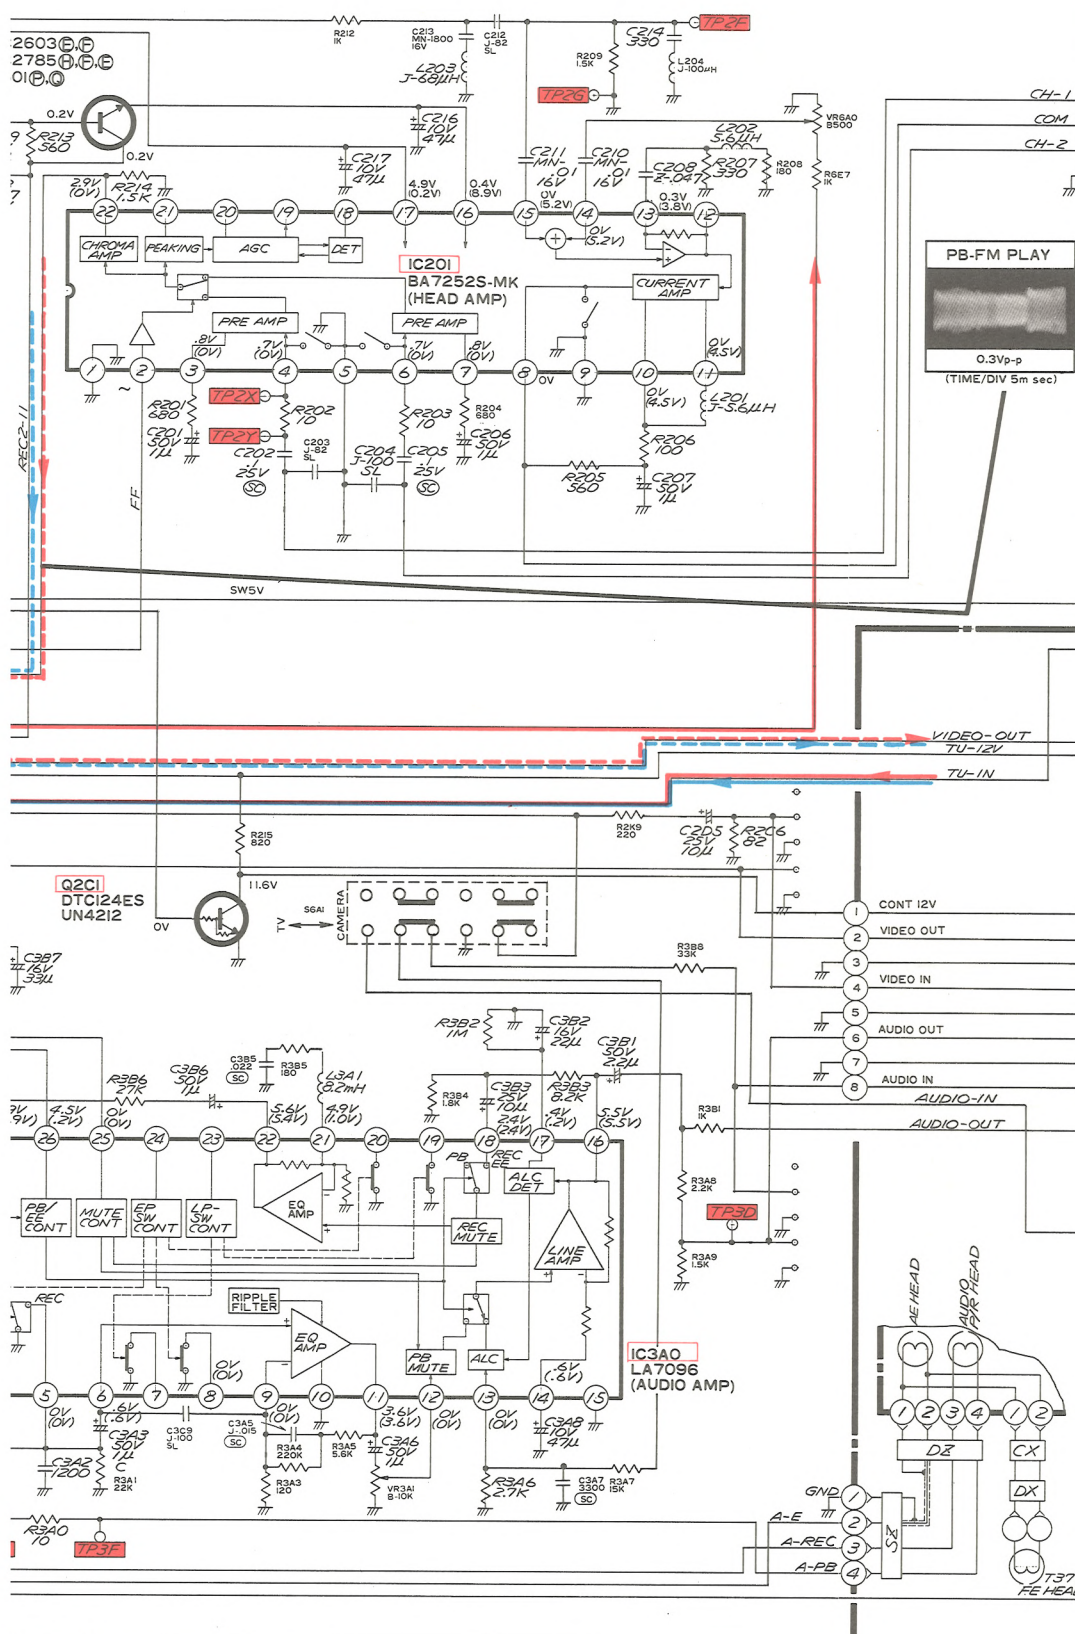 2603Ⓔ,Ⓕ
2785Ⓗ,Ⓕ,Ⓔ
01Ⓟ,Ⓠ
R212
1K
C213
MN-1800
16V
C212
J-82
SL
TP2F
L203
J-68μH
R209
1.5K
C214
330
L204
J-100μH
TP2G
0.2V
R213
560
0.2V
C216
10V
47μ
C217
10V
47μ
C211
MN-
.01
16V
C210
MN-
.01
16V
C208
Z-.047
L202
5.6μH
R207
330
R208
180
VR6A0
B500
R6E7
1K
CH-1
COM
CH-2
2.9V
(0V)
R214
1.5K
4.9V
(0.2V)
0.4V
(8.9V)
0V
(5.2V)
0V
(5.2V)
0.3V
(3.8V)
22
21
20
19
18
17
16
15
14
13
12
CHROMA
AMP
PEAKING
AGC
DET
IC201
BA7252S-MK
(HEAD AMP)
CURRENT
AMP
PRE AMP
PRE AMP
.8V
(0V)
.7V
(0V)
.7V
(0V)
.8V
(0V)
0V
0V
(4.5V)
0V
(4.5V)
1
2
3
4
5
6
7
8
9
10
11
~
PB-FM PLAY
0.3Vp-p
(TIME/DIV 5m sec)
TP2X
TP2Y
R201
680
C201
50V
1μ
R202
10
C202
.1
25V
SC
C203
J-82
SL
C204
J-100
SL
R203
10
C205
.1
25V
SC
R204
680
C206
50V
1μ
R205
560
R206
100
C207
50V
1μ
L201
J-5.6μH
REC2-11
FF
SW5V
VIDEO-OUT
TU-12V
TU-IN
R215
820
11.6V
Q2C1
DTC124ES
UN4212
0V
R2K9
220
C2D5
25V
10μ
R2C6
82
TV
S6A1
CAMERA
R3B8
33K
1 CONT 12V
2 VIDEO OUT
3
4 VIDEO IN
5
6 AUDIO OUT
7
8 AUDIO IN
AUDIO-IN
AUDIO-OUT
C3B7
16V
33μ
R3B6
27K
C3B6
50V
1μ
C3B5
.022
SC
R3B5
180
L3A1
8.2mH
R3B2
1M
C3B2
16V
22μ
C3B1
50V
2.2μ
R3B4
1.8K
C3B3
25V
10μ
R3B3
8.2K
R3B1
1K
4.5V
(.2V)
0V
(0V)
5.6V
(5.4V)
4.9V
(1.0V)
2.4V
(2.4V)
.4V
(.2V)
5.5V
(5.5V)
26
25
24
23
22
21
20
19
18
17
16
PB/
EE
CONT
MUTE
CONT
EP
SW
CONT
LP-
SW
CONT
EQ
AMP
PB
REC
EE
REC
MUTE
ALC
DET
LINE
AMP
R3A8
2.2K
TP3D
R3A9
1.5K
REC
RIPPLE
FILTER
EQ
AMP
PB
MUTE
ALC
IC3A0
LA7096
(AUDIO AMP)
5
6
7
8
9
10
11
12
13
14
15
0V
(0V)
.6V
(.6V)
0V
(0V)
0V
(0V)
3.6V
(3.6V)
0V
(0V)
0V
(0V)
.6V
(.6V)
C3A2
1200
C3A3
50V
1μ
C
R3A1
22K
C3C9
J-100
SL
C3A5
J-.015
SC
R3A4
220K
R3A3
120
R3A5
5.6K
C3A6
50V
1μ
VR3A1
B-10K
R3A6
2.7K
C3A8
10V
47μ
C3A7
3300
SC
R3A7
15K
R3A0
10
TP3F
AE HEAD
AUDIO
P/R HEAD
1
2
3
4
1
2
DZ
CX
DX
SZ
GND 1
A-E 2
A-REC 3
A-PB 4
T37
F.E HEA